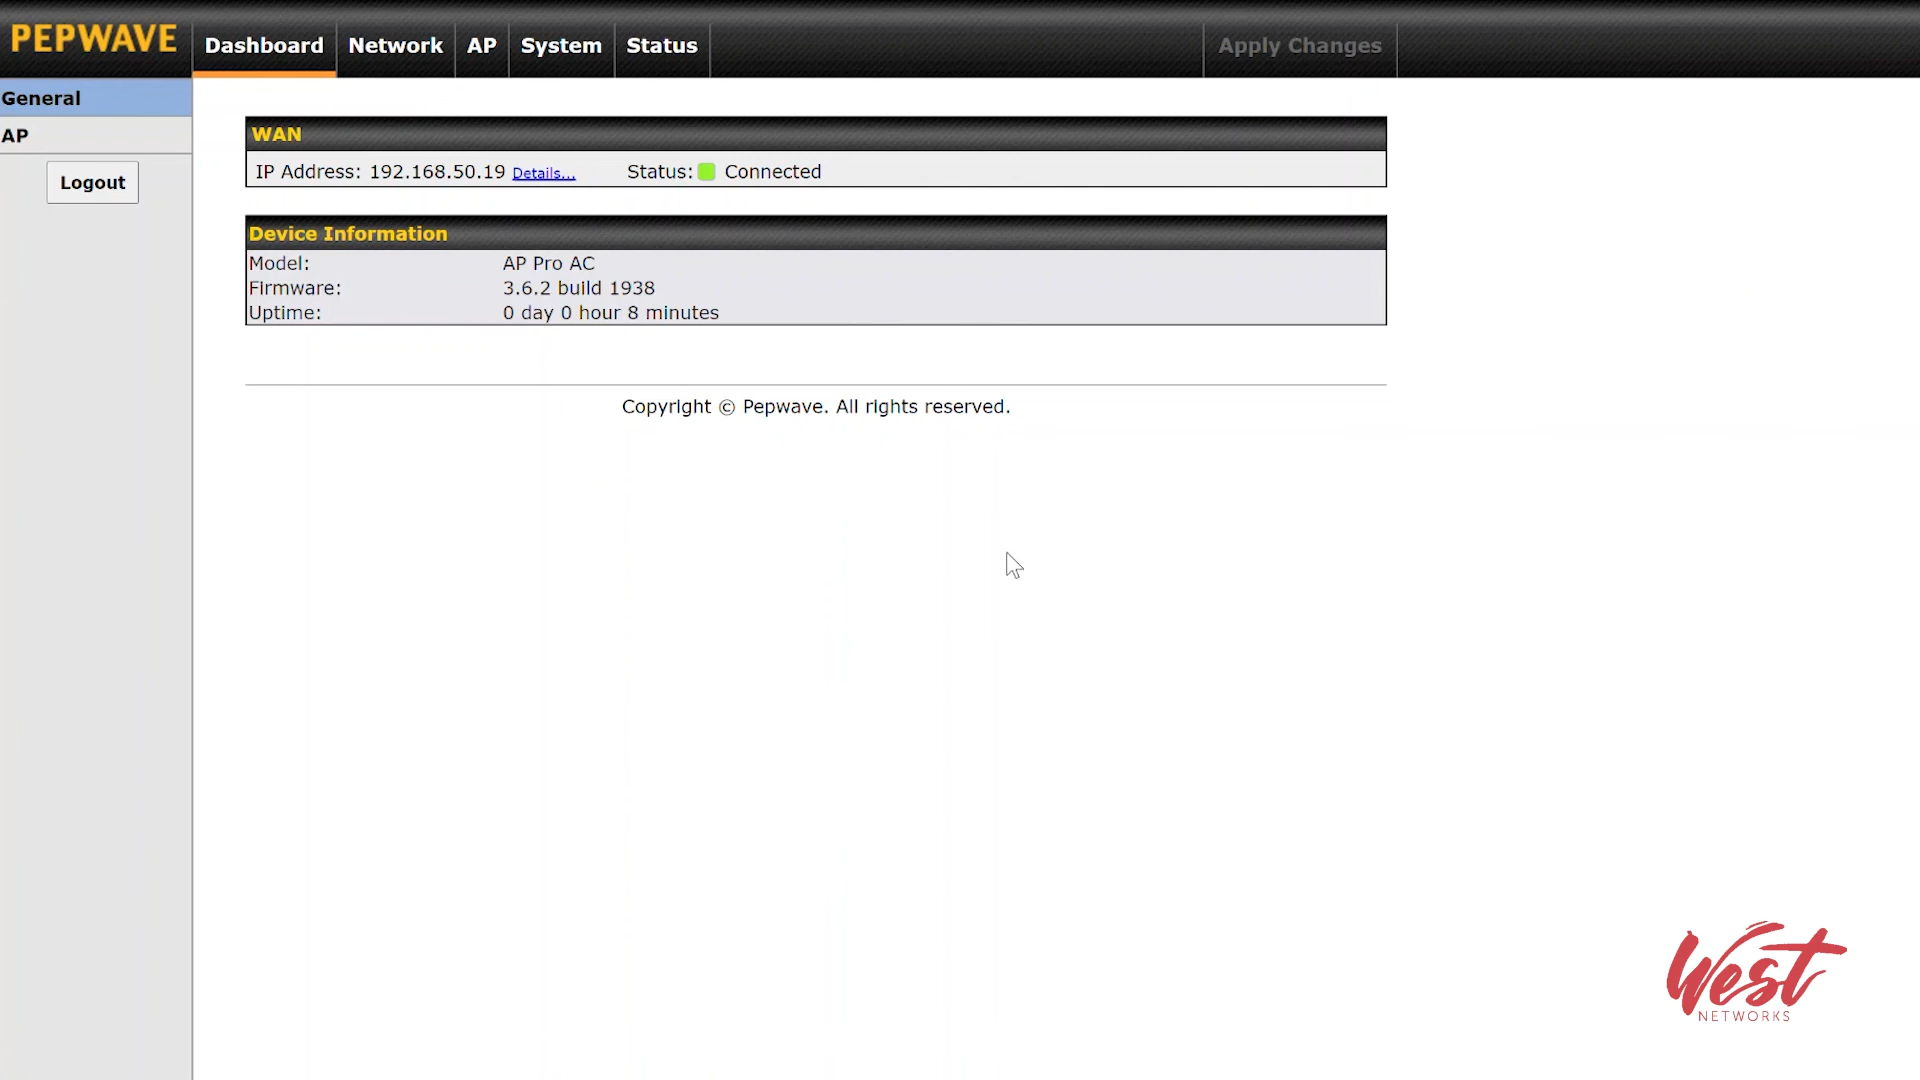 PEPWAVE
Dashboard Network AP System Status Apply Changes
General
AP
Logout
WAN
IP Address: 192.168.50.19 Details... Status: Connected
Device Information
Model: AP Pro AC
Firmware: 3.6.2 build 1938
Uptime: 0 day 0 hour 8 minutes
Copyright © Pepwave. All rights reserved.
West
NETWORKS